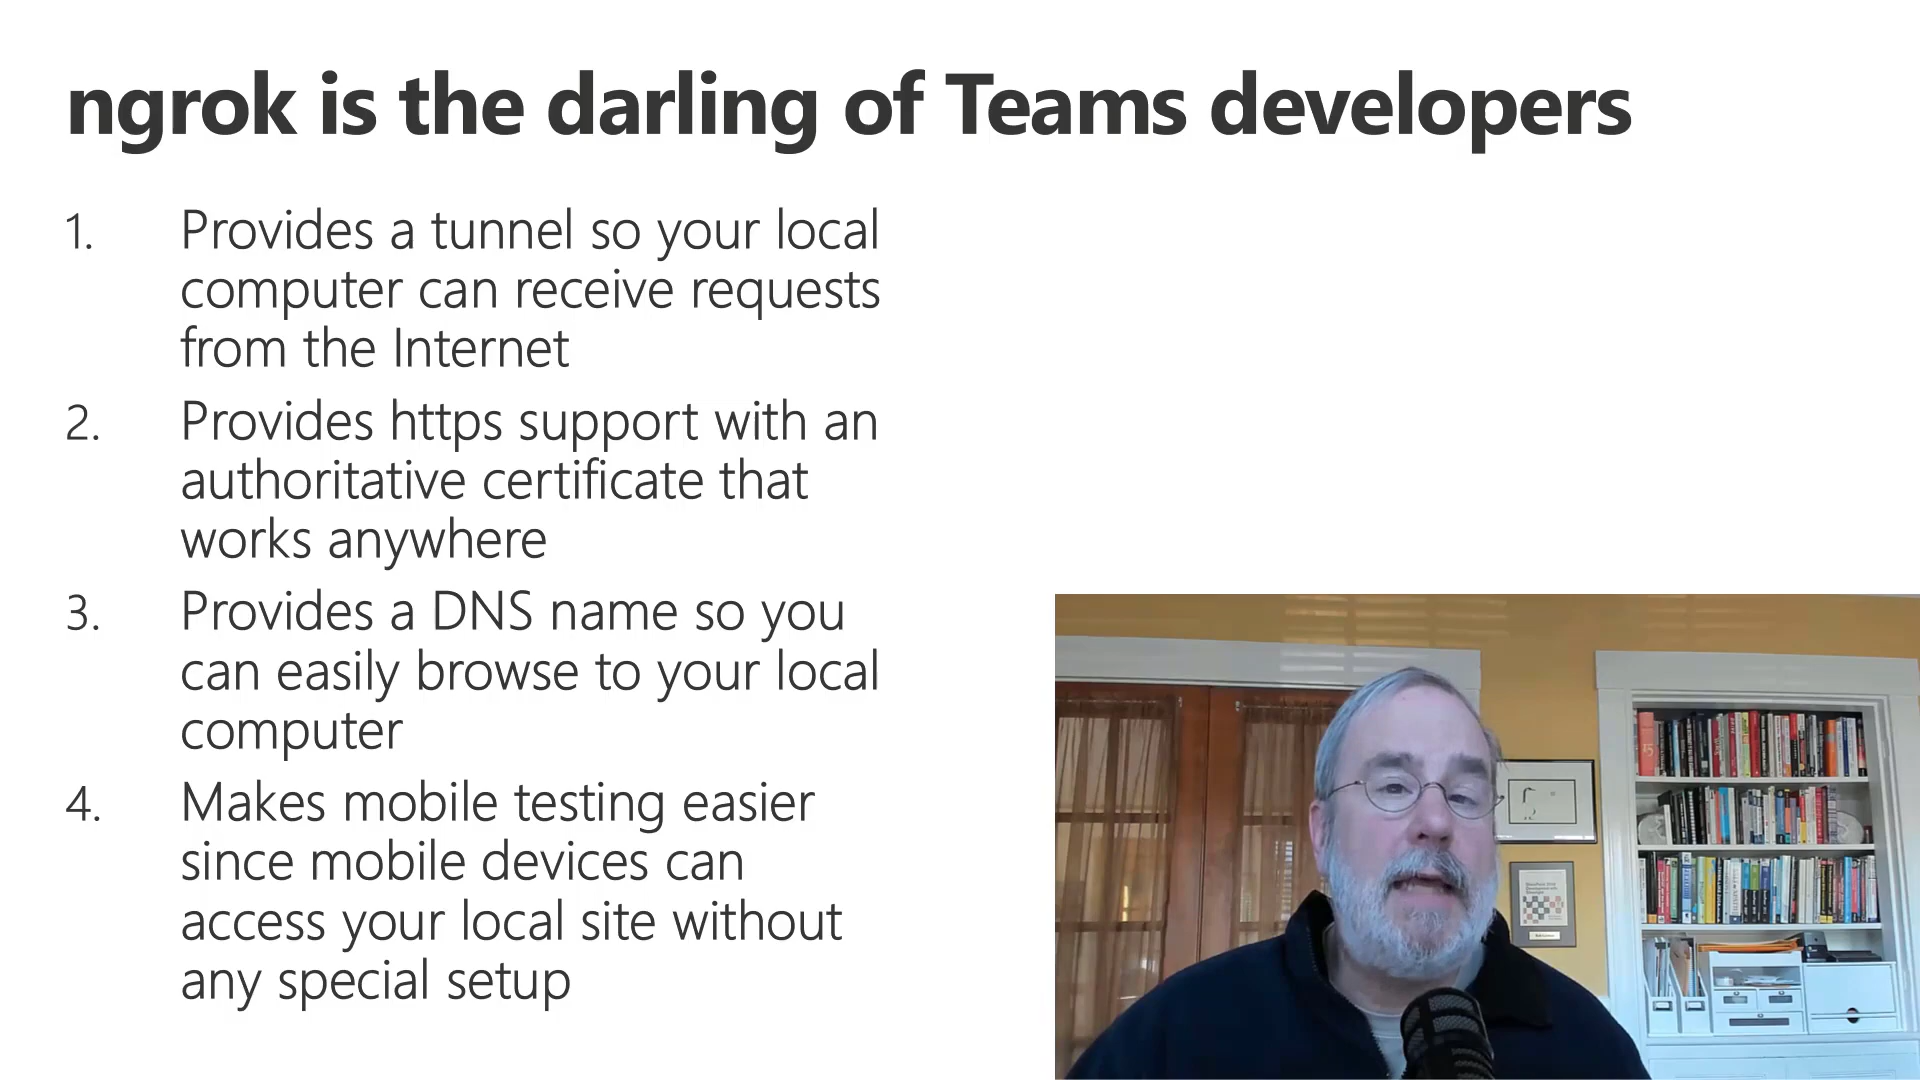 ngrok is the darling of Teams developers
1. Provides a tunnel so your local
computer can receive requests
from the Internet
2. Provides https support with an
authoritative certificate that
works anywhere
3. Provides a DNS name so you
can easily browse to your local
computer
4. Makes mobile testing easier
since mobile devices can
access your local site without
any special setup